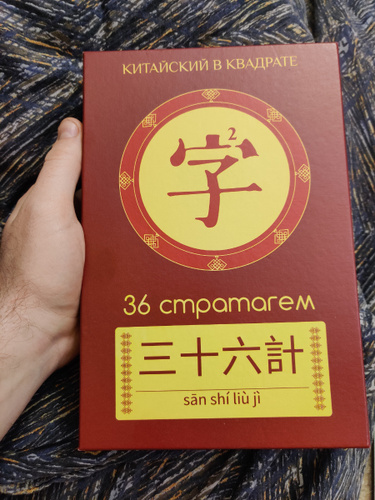 КИТАЙСКИЙ В КВАДРАТЕ
字²
36 стратагем
三十六計
sān shí liù jì